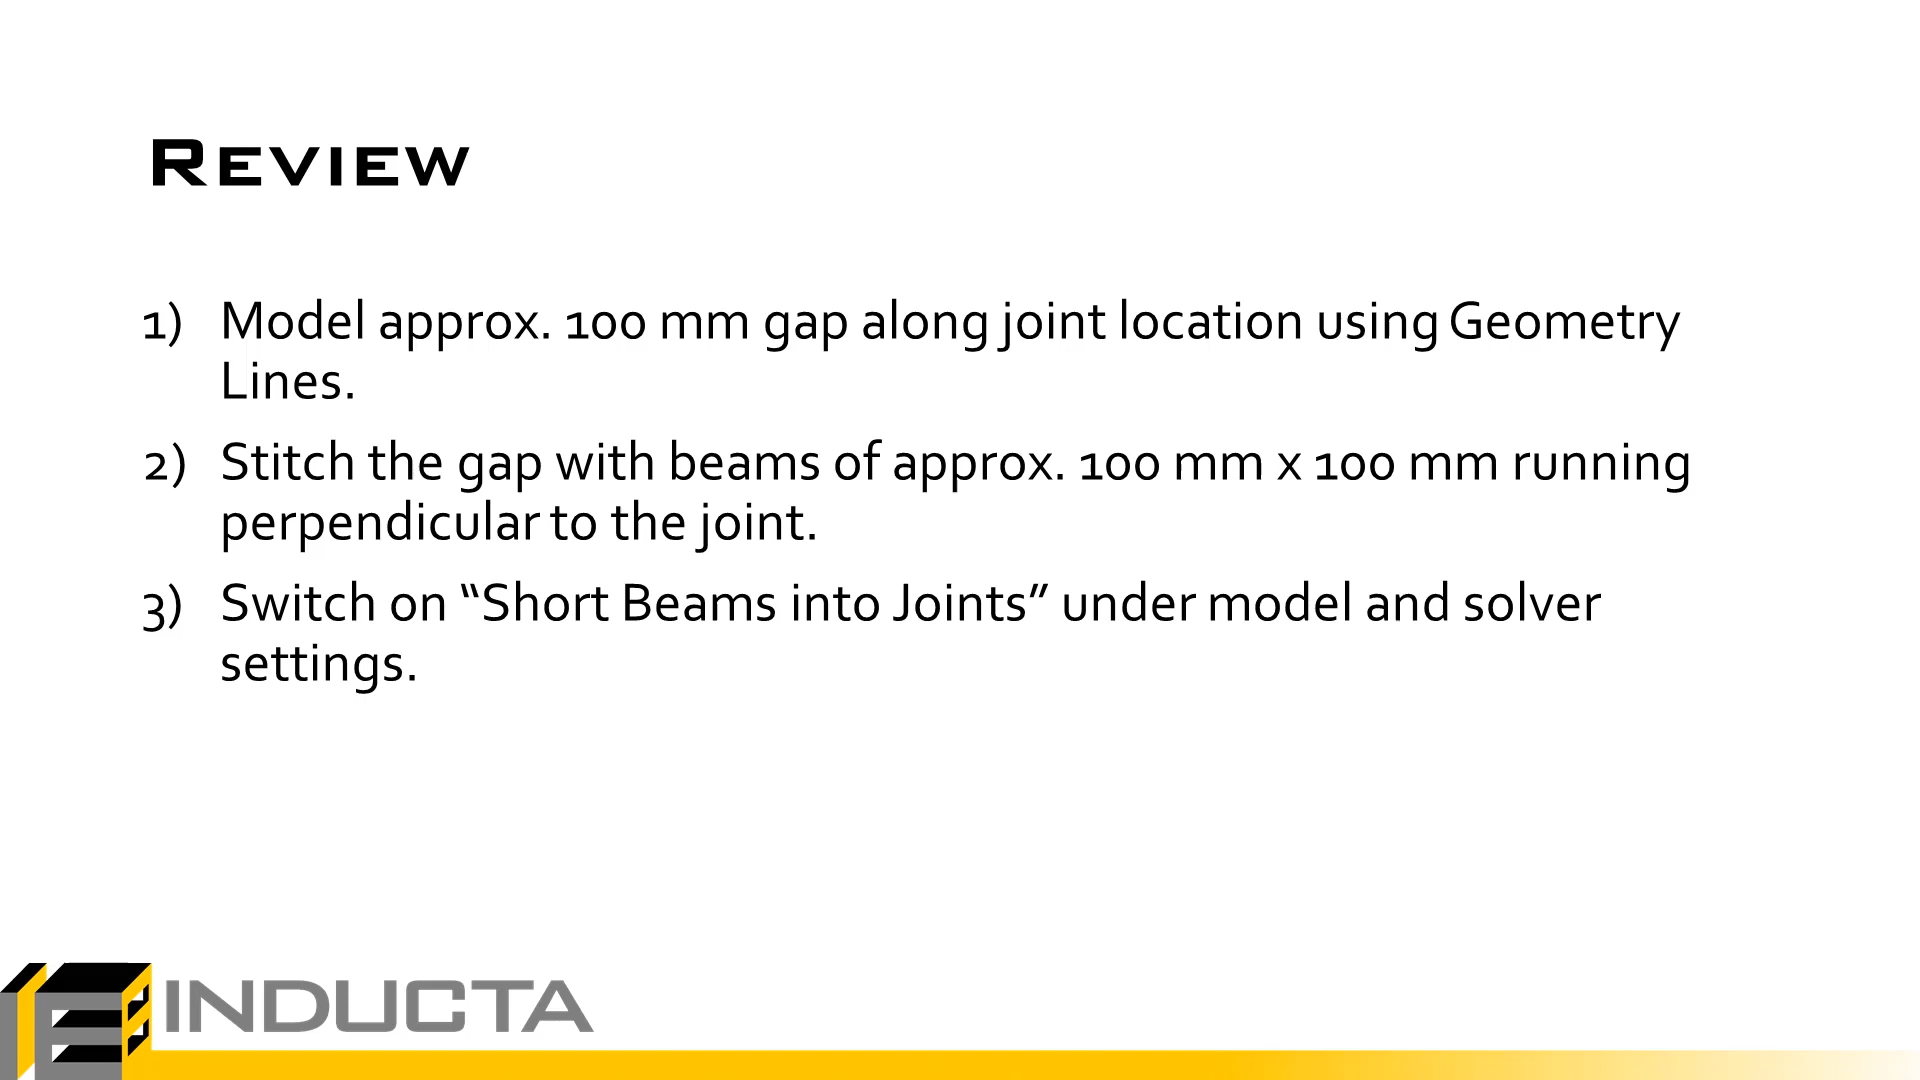 Review
1) Model approx. 100 mm gap along joint location using Geometry
Lines.
2) Stitch the gap with beams of approx. 100 mm x 100 mm running
perpendicular to the joint.
3) Switch on “Short Beams into Joints” under model and solver
settings.
INDUCTA